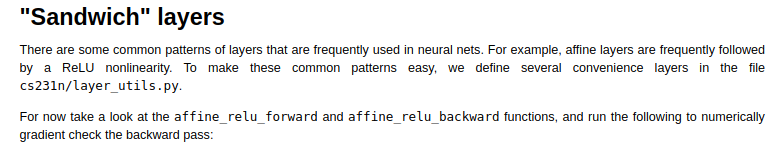 "Sandwich" layers
There are some common patterns of layers that are frequently used in neural nets. For example, affine layers are frequently followed
by a ReLU nonlinearity. To make these common patterns easy, we define several convenience layers in the file
cs231n/layer_utils.py.
For now take a look at the affine_relu_forward and affine_relu_backward functions, and run the following to numerically
gradient check the backward pass: